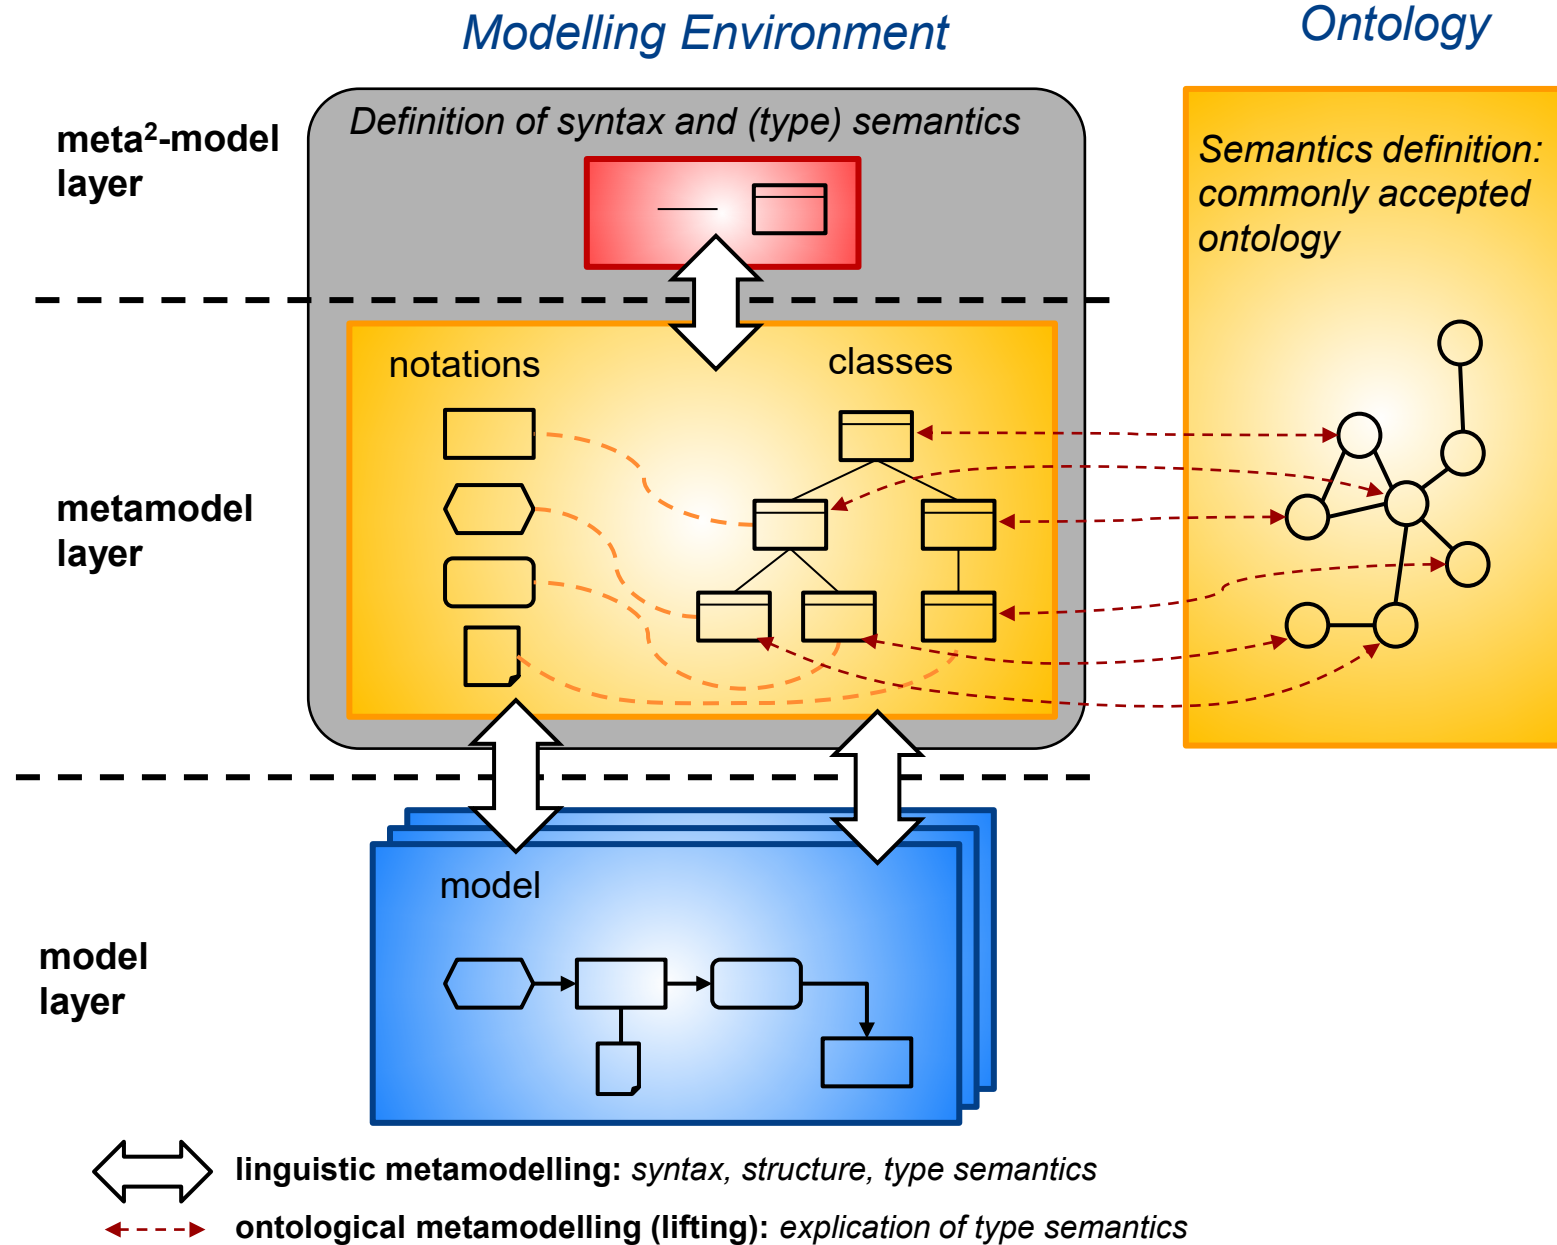 Modelling Environment
Ontology
meta²-model
layer
Definition of syntax and (type) semantics
Semantics definition:
commonly accepted
ontology
notations
classes
metamodel
layer
model
model
layer
linguistic metamodelling: syntax, structure, type semantics
ontological metamodelling (lifting): explication of type semantics